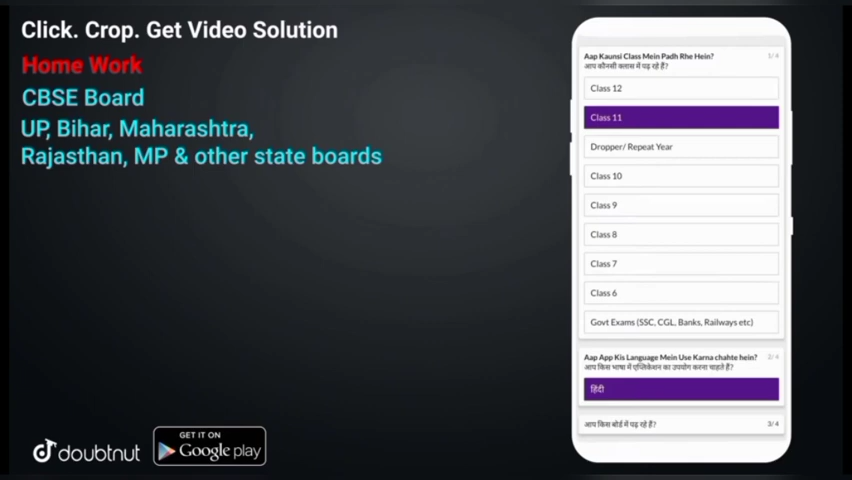 Click. Crop. Get Video Solution
Home Work
CBSE Board
UP, Bihar, Maharashtra,
Rajasthan, MP & other state boards
Aap Kaunsi Class Mein Padh Rhe Hein? 1/4
आप कौनसी क्लास में पढ़ रहे हैं?
Class 12
Class 11
Dropper/ Repeat Year
Class 10
Class 9
Class 8
Class 7
Class 6
Govt Exams (SSC, CGL, Banks, Railways etc)
Aap App Kis Language Mein Use Karna chahte hein? 2/4
आप किस भाषा में एप्लिकेशन का उपयोग करना चाहते हैं?
हिंदी
आप किस बोर्ड में पढ़ रहे हैं? 3/4
doubtnut
GET IT ON
Google play